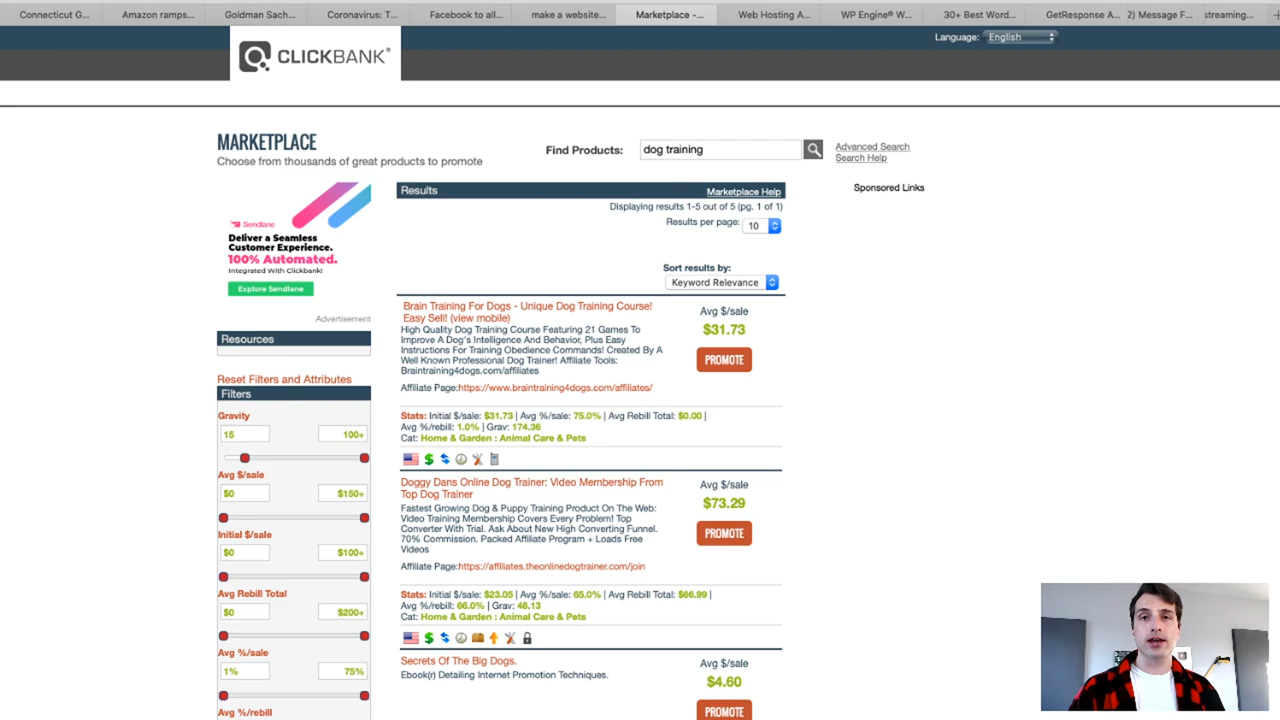 Connecticut G...
Amazon ramps...
Goldman Sach...
Coronavirus: T...
Facebook to all...
make a website...
Marketplace -...
Web Hosting A...
WP Engine® W...
30+ Best Word...
GetResponse A...
2) Message F...
streaming...
CLICKBANK®
Language: English
MARKETPLACE
Choose from thousands of great products to promote
Find Products: dog training
Advanced Search
Search Help
Sendlane
Deliver a Seamless
Customer Experience.
100% Automated.
Integrated With Clickbank!
Explore Sendlane
Advertisement
Resources
Reset Filters and Attributes
Filters
Gravity
15 100+
Avg $/sale
$0 $150+
Initial $/sale
$0 $100+
Avg Rebill Total
$0 $200+
Avg %/sale
1% 75%
Avg %/rebill
Results Marketplace Help
Displaying results 1-5 out of 5 (pg. 1 of 1)
Results per page: 10
Sort results by:
Keyword Relevance
Brain Training For Dogs - Unique Dog Training Course!
Easy Sell! (view mobile)
High Quality Dog Training Course Featuring 21 Games To
Improve A Dog's Intelligence And Behavior, Plus Easy
Instructions For Training Obedience Commands! Created By A
Well Known Professional Dog Trainer! Affiliate Tools:
Braintraining4dogs.com/affiliates
Affiliate Page:https://www.braintraining4dogs.com/affiliates/
Avg $/sale
$31.73
PROMOTE
Stats: Initial $/sale: $31.73 | Avg %/sale: 75.0% | Avg Rebill Total: $0.00 |
Avg %/rebill: 1.0% | Grav: 174.36
Cat: Home & Garden : Animal Care & Pets
Doggy Dans Online Dog Trainer: Video Membership From
Top Dog Trainer
Fastest Growing Dog & Puppy Training Product On The Web:
Video Training Membership Covers Every Problem! Top
Converter With Trial. Ask About New High Converting Funnel.
70% Commission. Packed Affiliate Program + Loads Free
Videos
Affiliate Page:https://affiliates.theonlinedogtrainer.com/join
Avg $/sale
$73.29
PROMOTE
Stats: Initial $/sale: $23.05 | Avg %/sale: 65.0% | Avg Rebill Total: $66.99 |
Avg %/rebill: 66.0% | Grav: 48.13
Cat: Home & Garden : Animal Care & Pets
Secrets Of The Big Dogs.
Ebook(r) Detailing Internet Promotion Techniques.
Avg $/sale
$4.60
PROMOTE
Sponsored Links